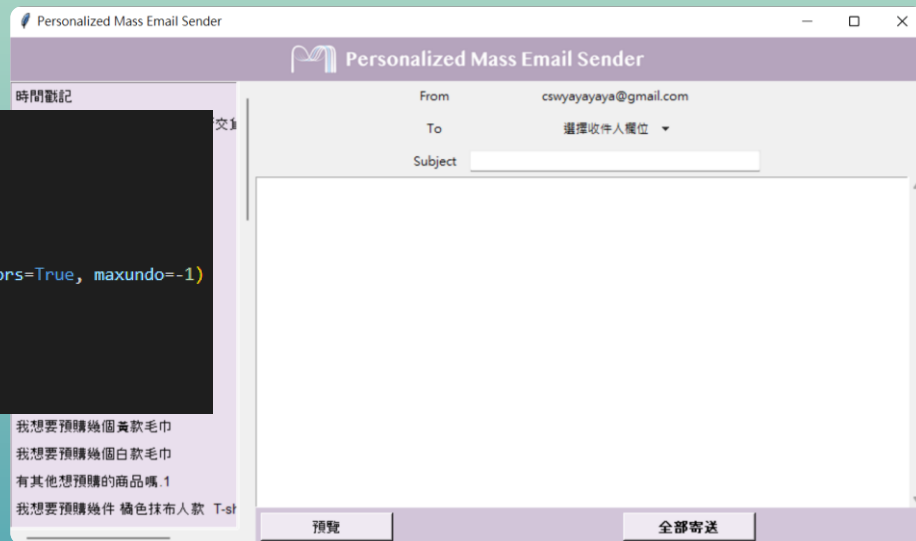 Personalized Mass Email Sender
Personalized Mass Email Sender
時間戳記
From cswyayayaya@gmail.com
To 選擇收件人欄位
Subject
ors=True, maxundo=-1)
我想要預購幾個黃款毛巾
我想要預購幾個白款毛巾
有其他想預購的商品嗎.1
我想要預購幾件 橘色抹布人款 T-sh
預覽 全部寄送